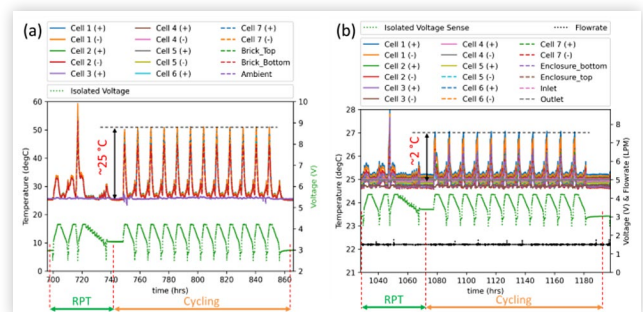 (a)
Cell 1 (+) Cell 4 (+) Cell 7 (+)
Cell 1 (-) Cell 4 (-) Cell 7 (-)
Cell 2 (+) Cell 5 (+) Brick_Top
Cell 2 (-) Cell 5 (-) Brick_Bottom
Cell 3 (+) Cell 6 (+) Ambient
Isolated Voltage
Temperature (degC)
60
50
40
30
20
10
0
~25 °C
10
9
8
7
6
5
4
3
2
Voltage (V)
700 720 740 760 780 800 820 840 860
time (hrs)
RPT Cycling
(b)
Isolated Voltage Sense Flowrate
Cell 1 (+) Cell 4 (+) Cell 7 (+)
Cell 1 (-) Cell 4 (-) Cell 7 (-)
Cell 2 (+) Cell 5 (+) Enclosure_bottom
Cell 2 (-) Cell 5 (-) Enclosure_top
Cell 3 (+) Cell 6 (+) Inlet
Cell 3 (-) Cell 6 (-) Outlet
Temperature (degC)
28
27
26
25
24
23
22
21
~2 °C
8
7
6
5
4
3
2
1
0
Voltage (V) & Flowrate (LPM)
1040 1060 1080 1100 1120 1140 1160 1180
time (hrs)
RPT Cycling